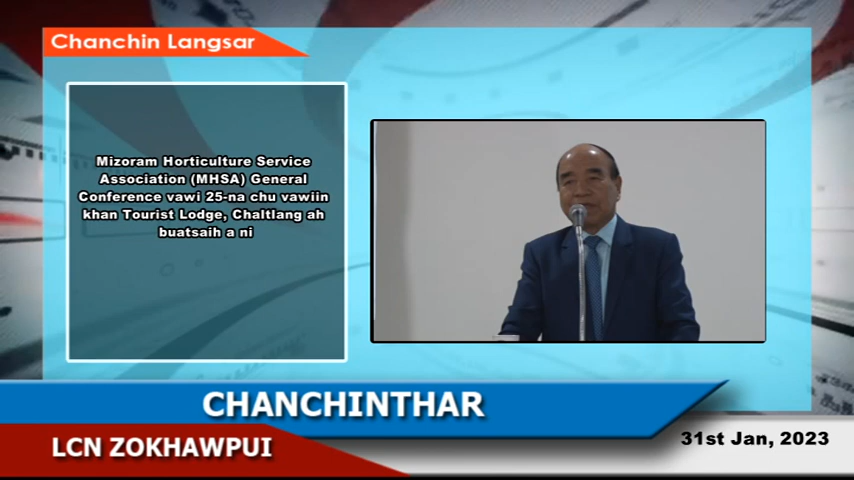 Chanchin Langsar
Mizoram Horticulture Service
Association (MHSA) General
Conference vawi 25-na chu vawiin
khan Tourist Lodge, Chaltlang ah
buatsaih a ni
CHANCHINTHAR
LCN ZOKHAWPUI
31st Jan, 2023